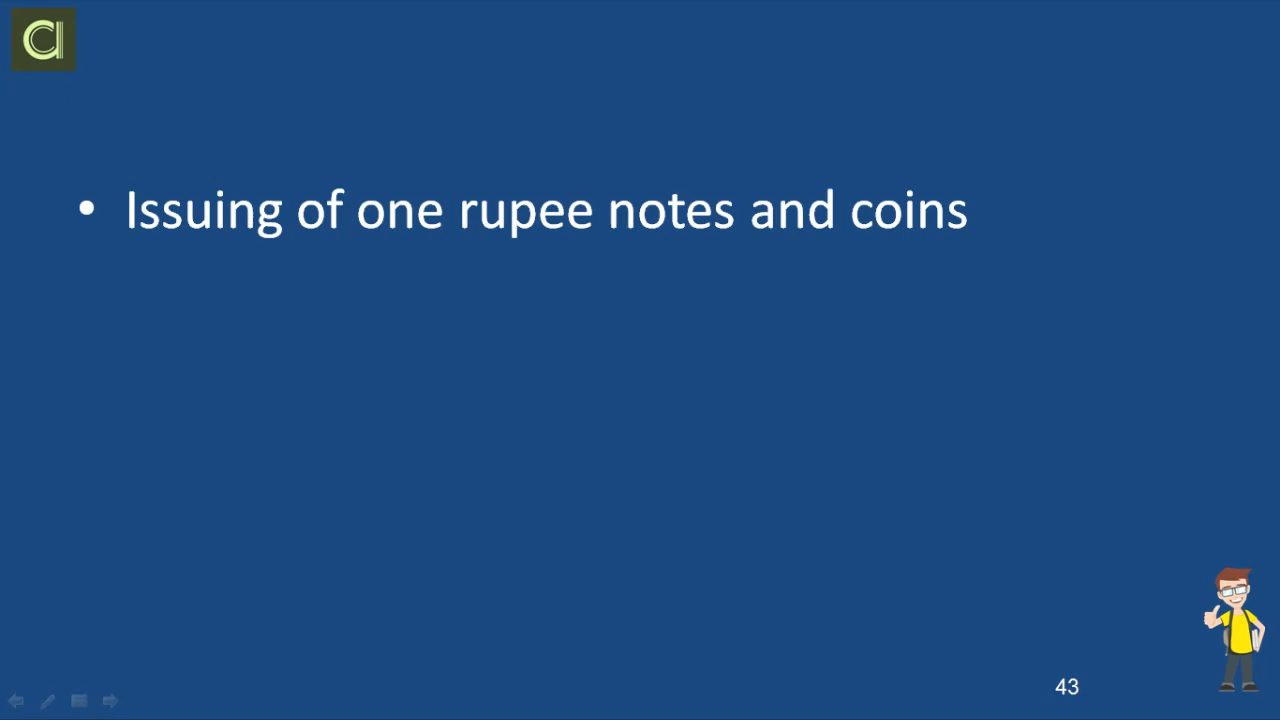 a
• Issuing of one rupee notes and coins
43